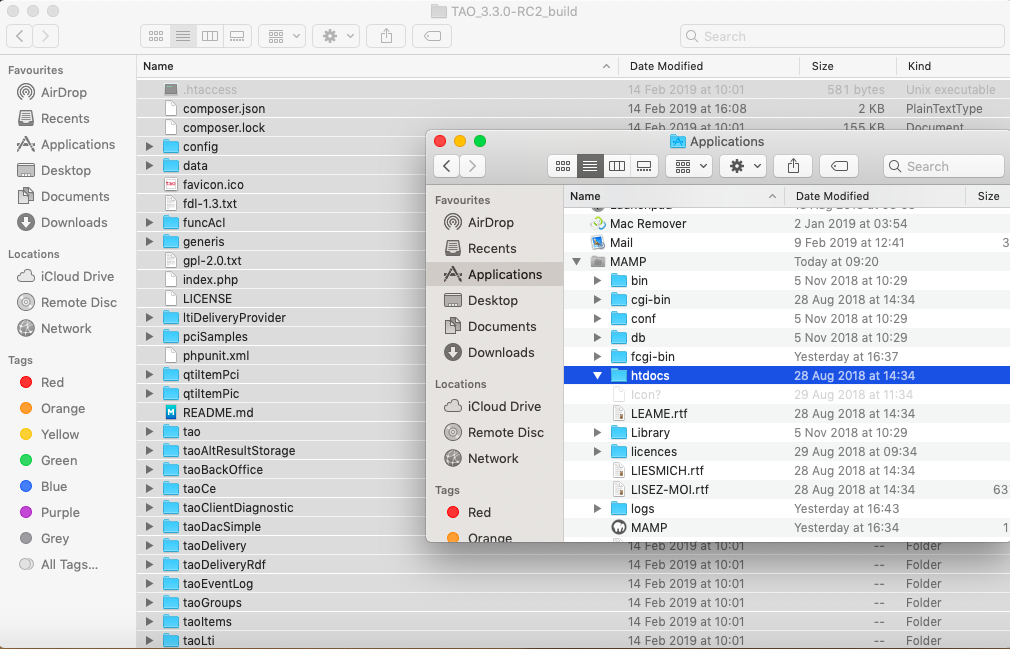 TAO_3.3.0-RC2_build
Search
Favourites
AirDrop
Recents
Applications
Desktop
Documents
Downloads
Locations
iCloud Drive
Remote Disc
Network
Tags
Red
Orange
Yellow
Green
Blue
Purple
Grey
All Tags...
Name Date Modified Size Kind
.htaccess 14 Feb 2019 at 10:01 581 bytes Unix executable
composer.json 14 Feb 2019 at 16:08 2 KB PlainTextType
composer.lock 14 Feb 2019 at 10:01 155 KB Document
config
data
favicon.ico
fdl-1.3.txt
funcAcl
generis
gpl-2.0.txt
index.php
LICENSE
ltiDeliveryProvider
pciSamples
phpunit.xml
qtiItemPci
qtiItemPic
README.md
tao
taoAltResultStorage
taoBackOffice
taoCe
taoClientDiagnostic
taoDacSimple
taoDelivery 14 Feb 2019 at 10:01 -- Folder
taoDeliveryRdf 14 Feb 2019 at 10:01 -- Folder
taoEventLog 14 Feb 2019 at 10:01 -- Folder
taoGroups 14 Feb 2019 at 10:01 -- Folder
taoItems 14 Feb 2019 at 10:01 -- Folder
taoLti 14 Feb 2019 at 10:01 -- Folder
Applications
Search
Favourites
AirDrop
Recents
Applications
Desktop
Documents
Downloads
Locations
iCloud Drive
Remote Disc
Network
Tags
Red
Orange
Name Date Modified Size
Mac Remover 2 Jan 2019 at 03:54
Mail 9 Feb 2019 at 12:41 3
MAMP Today at 09:20
bin 5 Nov 2018 at 10:29
cgi-bin 28 Aug 2018 at 14:34
conf 5 Nov 2018 at 10:29
db 5 Nov 2018 at 10:29
fcgi-bin Yesterday at 16:37
htdocs 28 Aug 2018 at 14:34
Icon? 29 Aug 2018 at 11:34
LEAME.rtf 28 Aug 2018 at 14:34
Library 5 Nov 2018 at 10:29
licences 29 Aug 2018 at 09:34
LIESMICH.rtf 28 Aug 2018 at 14:34
LISEZ-MOI.rtf 28 Aug 2018 at 14:34 63
logs Yesterday at 16:43
MAMP Yesterday at 16:34 1